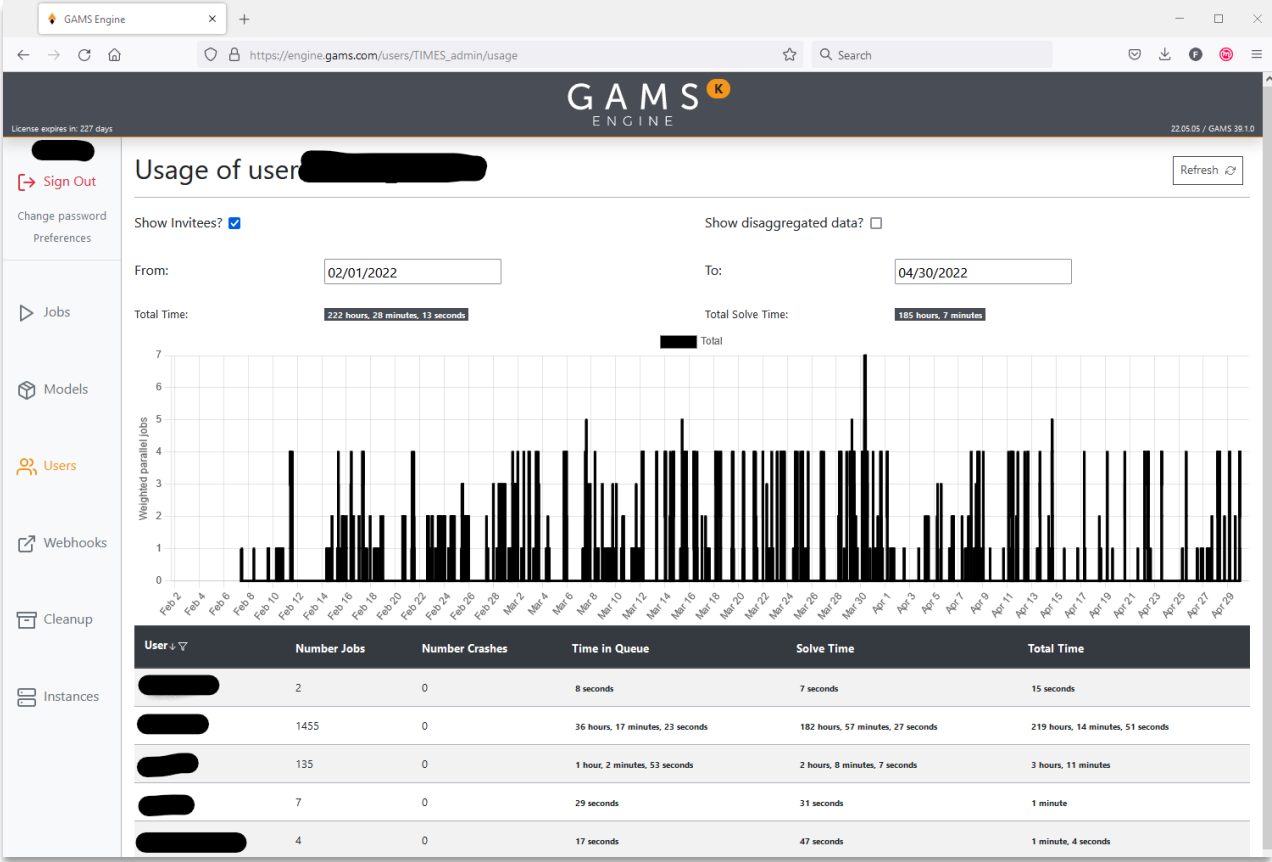 GAMS Engine
https://engine.gams.com/users/TIMES_admin/usage
Search
F
GAMS K
ENGINE
License expires in: 227 days
22.05.05 / GAMS 39.1.0
Sign Out
Change password
Preferences
Jobs
Models
Users
Webhooks
Cleanup
Instances
Usage of user
Refresh
Show Invitees?
Show disaggregated data?
From:
02/01/2022
To:
04/30/2022
Total Time:
222 hours, 28 minutes, 13 seconds
Total Solve Time:
185 hours, 7 minutes
Total
Weighted parallel jobs
7
6
5
4
3
2
1
0
Feb 2 Feb 4 Feb 6 Feb 8 Feb 10 Feb 12 Feb 14 Feb 16 Feb 18 Feb 20 Feb 22 Feb 24 Feb 26 Feb 28 Mar 2 Mar 4 Mar 6 Mar 8 Mar 10 Mar 12 Mar 14 Mar 16 Mar 18 Mar 20 Mar 22 Mar 24 Mar 26 Mar 28 Mar 30 Apr 1 Apr 3 Apr 5 Apr 7 Apr 9 Apr 11 Apr 13 Apr 15 Apr 17 Apr 19 Apr 21 Apr 23 Apr 25 Apr 27 Apr 29
User Number Jobs Number Crashes Time in Queue Solve Time Total Time
2 0 8 seconds 7 seconds 15 seconds
1455 0 36 hours, 17 minutes, 23 seconds 182 hours, 57 minutes, 27 seconds 219 hours, 14 minutes, 51 seconds
135 0 1 hour, 2 minutes, 53 seconds 2 hours, 8 minutes, 7 seconds 3 hours, 11 minutes
7 0 29 seconds 31 seconds 1 minute
4 0 17 seconds 47 seconds 1 minute, 4 seconds